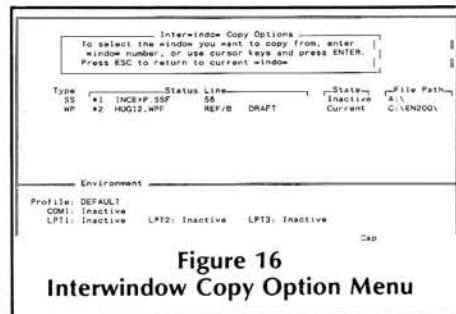 Interwindow Copy Options
To select the window you want to copy from, enter
window number, or use cursor keys and press ENTER.
Press ESC to return to current window
Type Status Line State File Path
SS #1 INCEXP.SSF 58 Inactive A:\
WP #2 HUG12.WPF REF/B DRAFT Current C:\EN200\
Environment
Profile: DEFAULT
COM1: Inactive
LPT1: Inactive LPT2: Inactive LPT3: Inactive
Cap
Figure 16
Interwindow Copy Option Menu